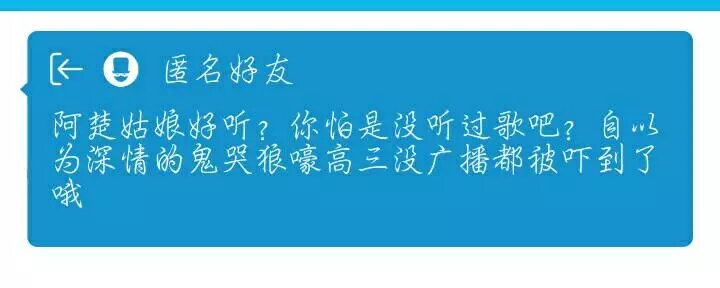 匿名好友
阿楚姑娘好听？你怕是没听过歌吧？自以
为深情的鬼哭狼嚎高三没广播都被吓到了
哦